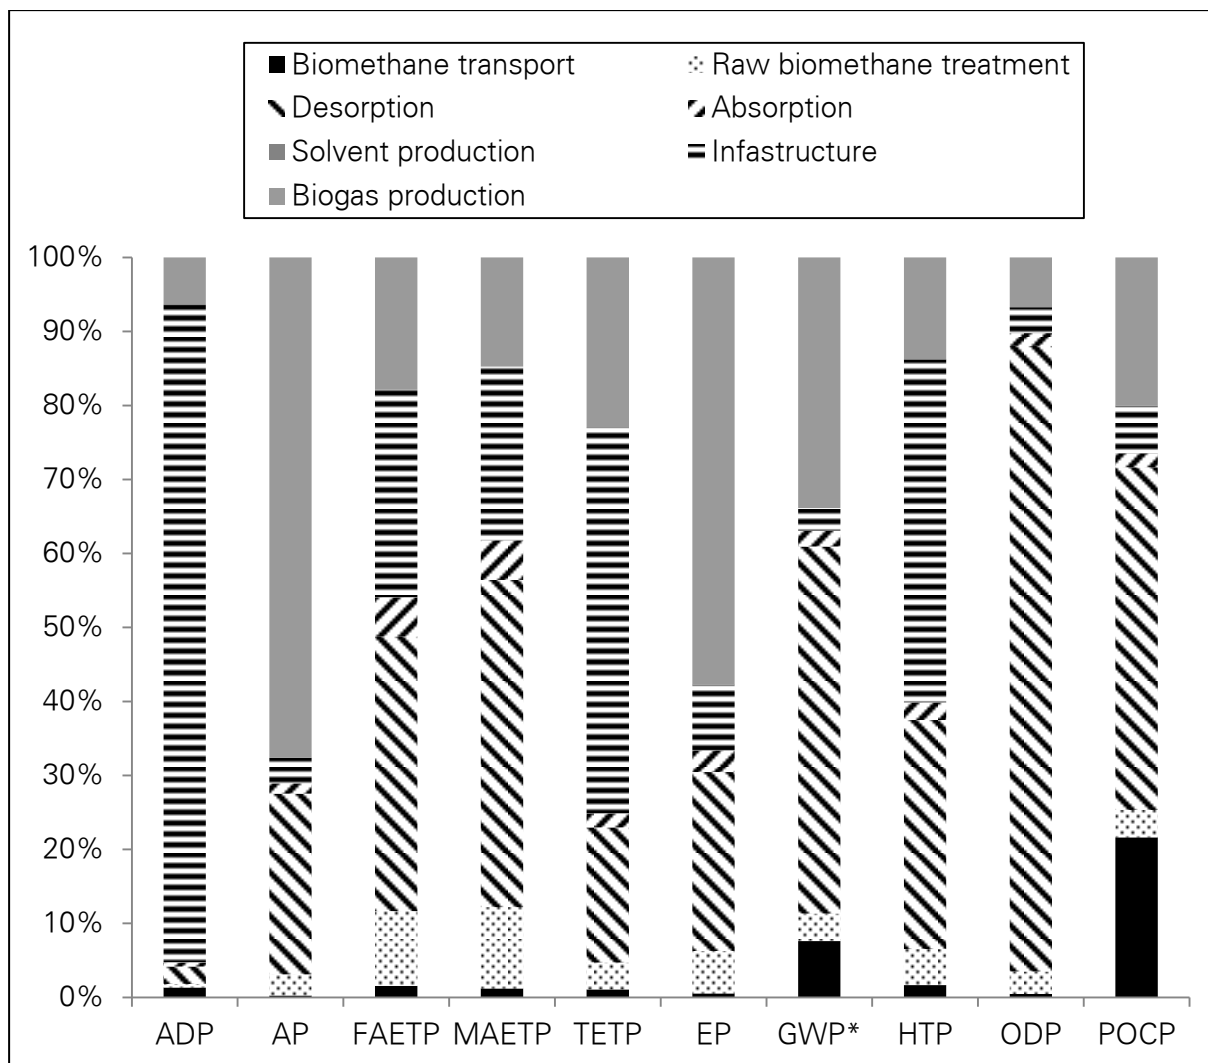 Biomethane transport Raw biomethane treatment
Desorption Absorption
Solvent production Infastructure
Biogas production
100%
90%
80%
70%
60%
50%
40%
30%
20%
10%
0%
ADP AP FAETP MAETP TETP EP GWP* HTP ODP POCP